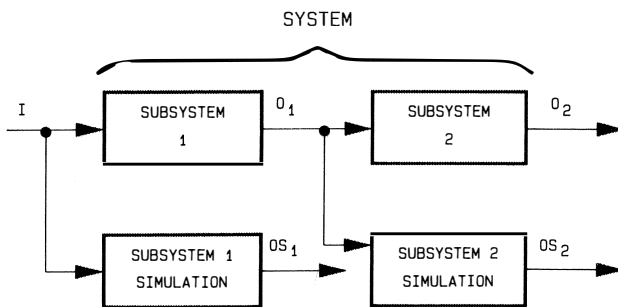 SYSTEM
I
SUBSYSTEM
1
O1
SUBSYSTEM
2
O2
SUBSYSTEM 1
SIMULATION
OS1
SUBSYSTEM 2
SIMULATION
OS2